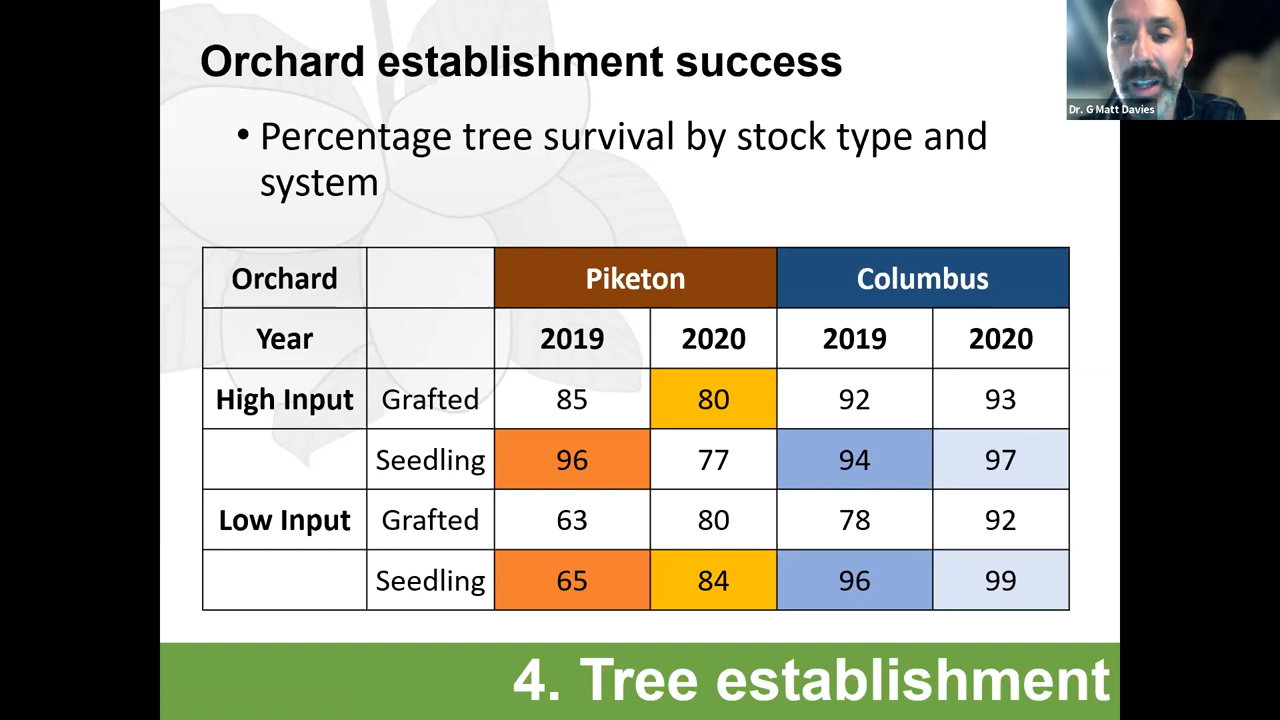 Orchard establishment success
Dr. G Matt Davies
• Percentage tree survival by stock type and
system
Orchard Piketon Columbus
Year 2019 2020 2019 2020
High Input Grafted 85 80 92 93
Seedling 96 77 94 97
Low Input Grafted 63 80 78 92
Seedling 65 84 96 99
4. Tree establishment